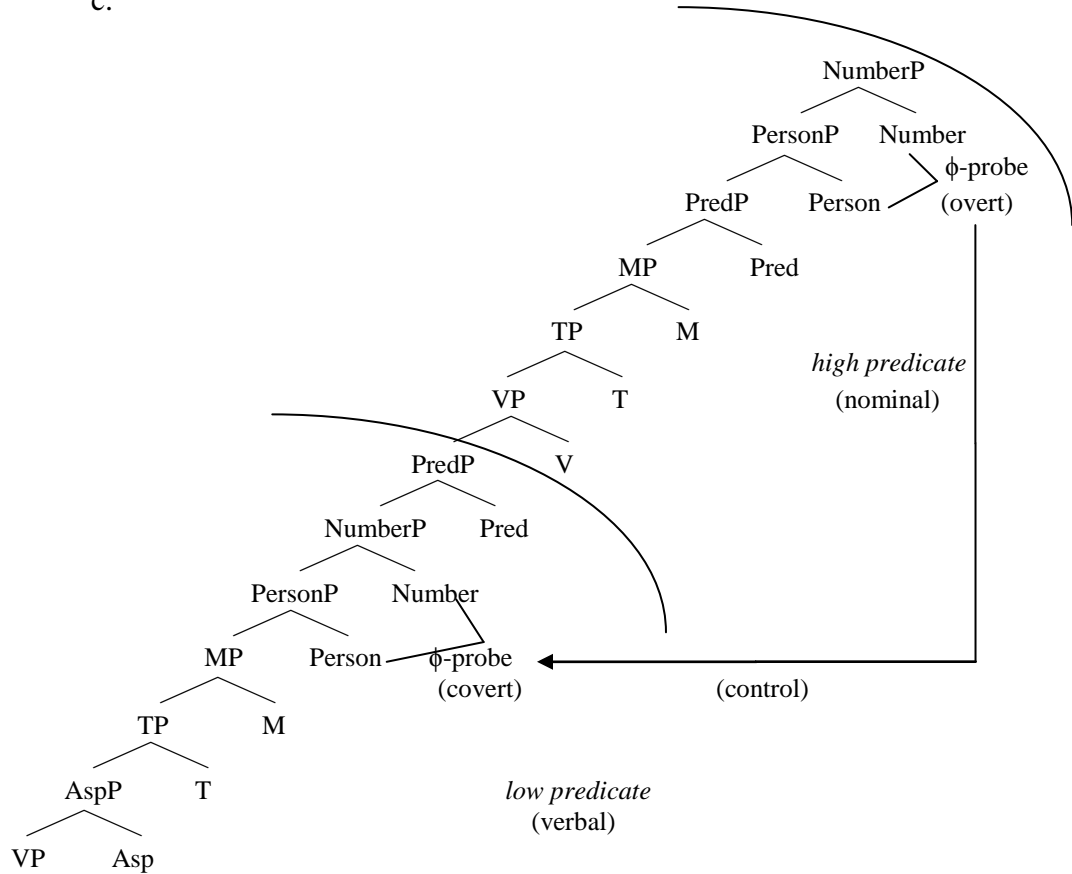 c.
NumberP
PersonP Number
ϕ-probe
PredP Person (overt)
MP Pred
TP M
high predicate
VP T (nominal)
PredP V
NumberP Pred
PersonP Number
MP Person ϕ-probe
(covert) (control)
TP M
AspP T low predicate
(verbal)
VP Asp